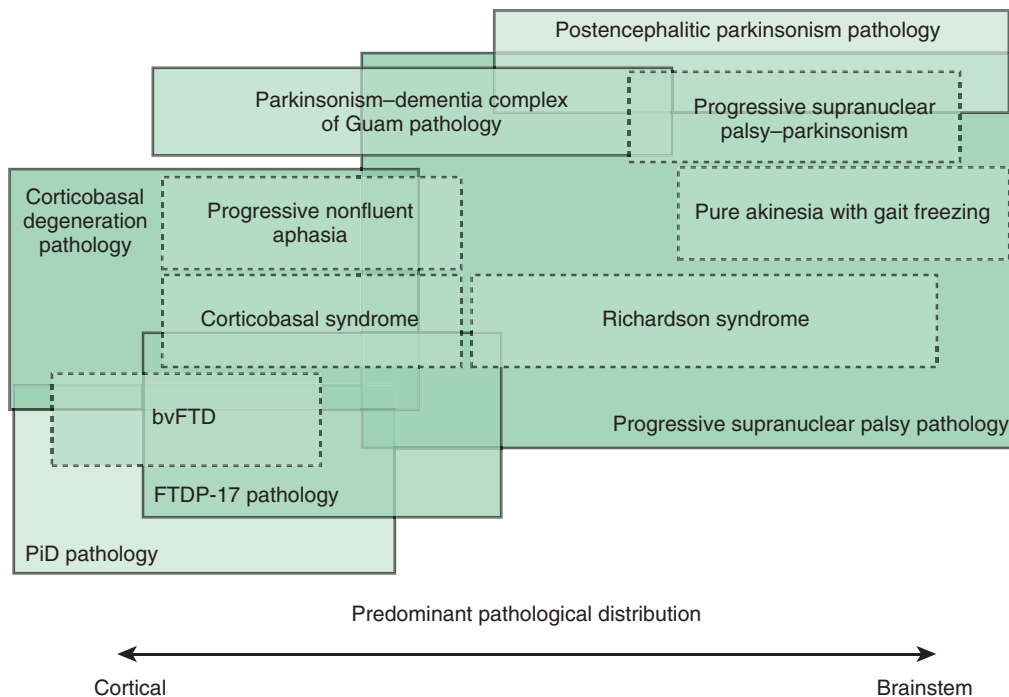 Postencephalitic parkinsonism pathology
Parkinsonism–dementia complex
of Guam pathology
Progressive supranuclear
palsy–parkinsonism
Corticobasal
degeneration
pathology
Progressive nonfluent
aphasia
Pure akinesia with gait freezing
Corticobasal syndrome
Richardson syndrome
bvFTD
Progressive supranuclear palsy pathology
FTDP-17 pathology
PiD pathology
Predominant pathological distribution
Cortical
Brainstem